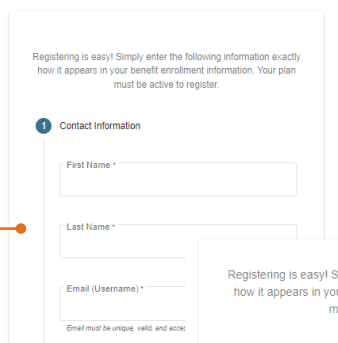 Registering is easy! Simply enter the following information exactly
how it appears in your benefit enrollment information. Your plan
must be active to register.
1 Contact Information
First Name *
Last Name *
Email (Username) *
Email must be unique, valid, and
Registering is easy!
how it appears in